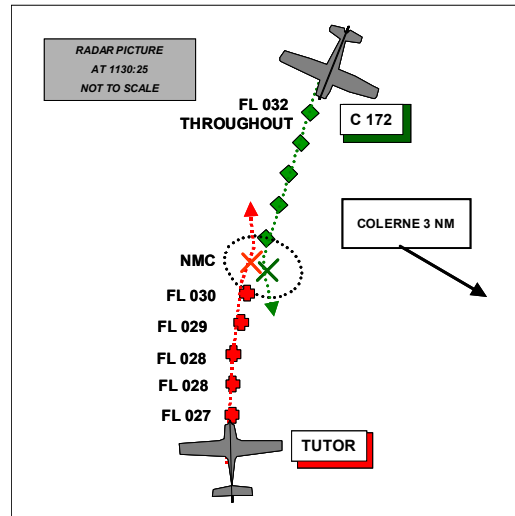 RADAR PICTURE
AT 1130:25
NOT TO SCALE
FL 032
THROUGHOUT
C 172
COLERNE 3 NM
NMC
FL 030
FL 029
FL 028
FL 028
FL 027
TUTOR